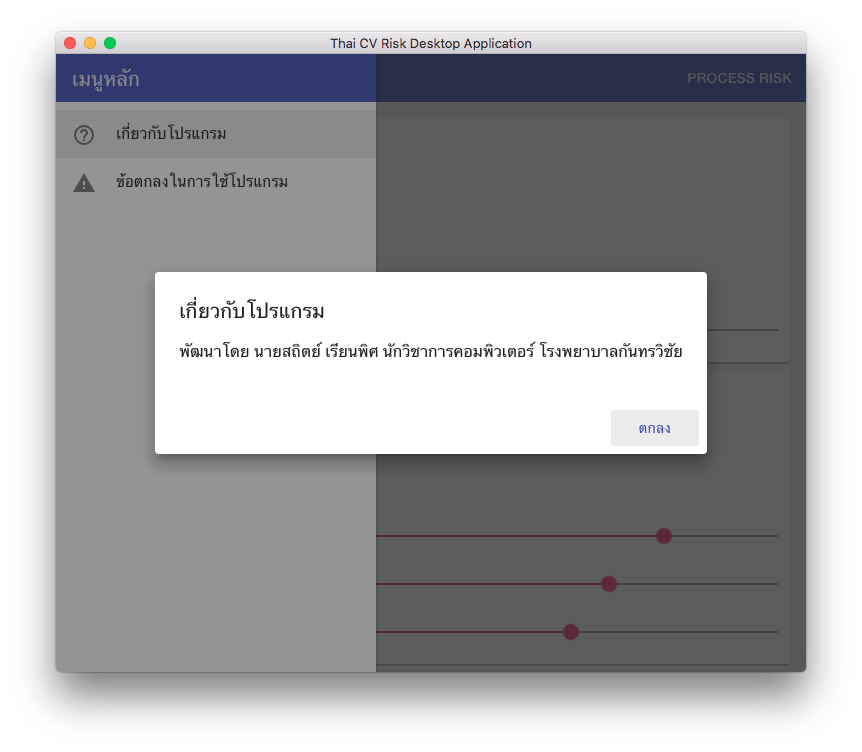 Thai CV Risk Desktop Application
เมนูหลัก
PROCESS RISK
เกี่ยวกับโปรแกรม
ข้อตกลงในการใช้โปรแกรม
เกี่ยวกับโปรแกรม
พัฒนาโดย นายสถิตย์ เรียนพิศ นักวิชาการคอมพิวเตอร์ โรงพยาบาลกันทรวิชัย
ตกลง